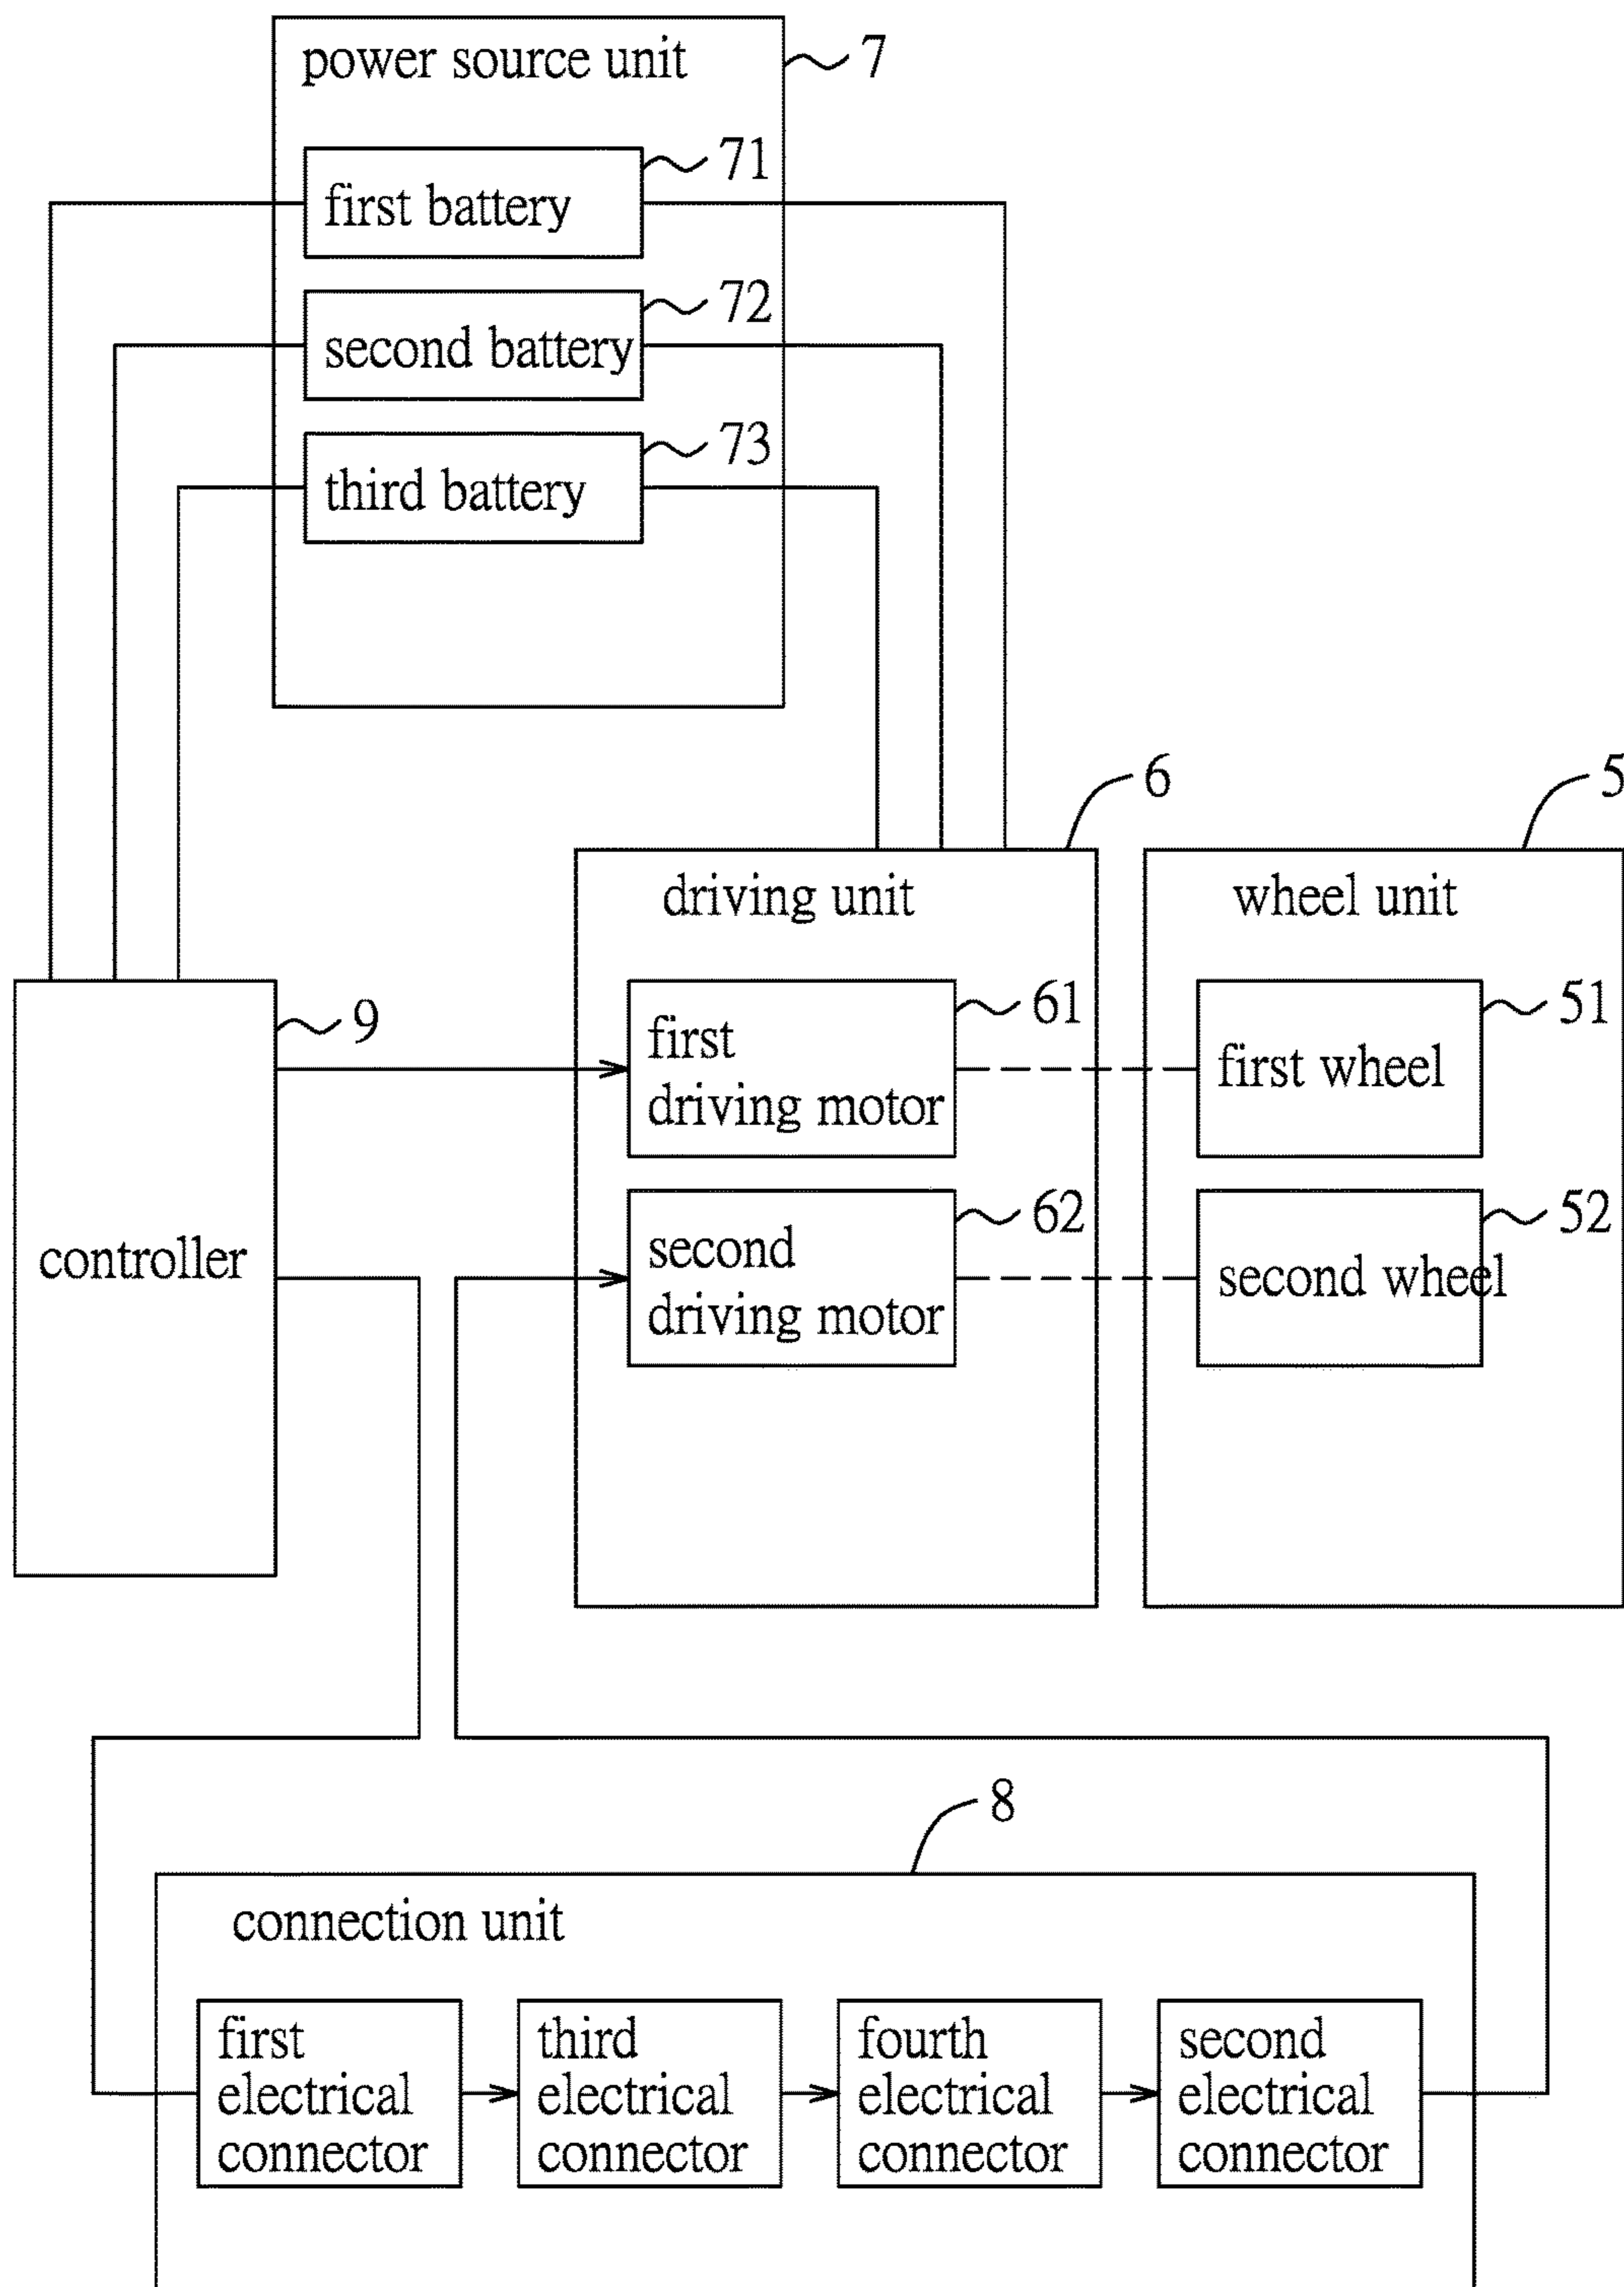 power source unit
7
71
first battery
72
second battery
73
third battery
6
5
driving unit
wheel unit
9
61
51
first
driving motor
first wheel
62
52
controller
second
driving motor
second wheel
8
connection unit
first
electrical
connector
third
electrical
connector
fourth
electrical
connector
second
electrical
connector